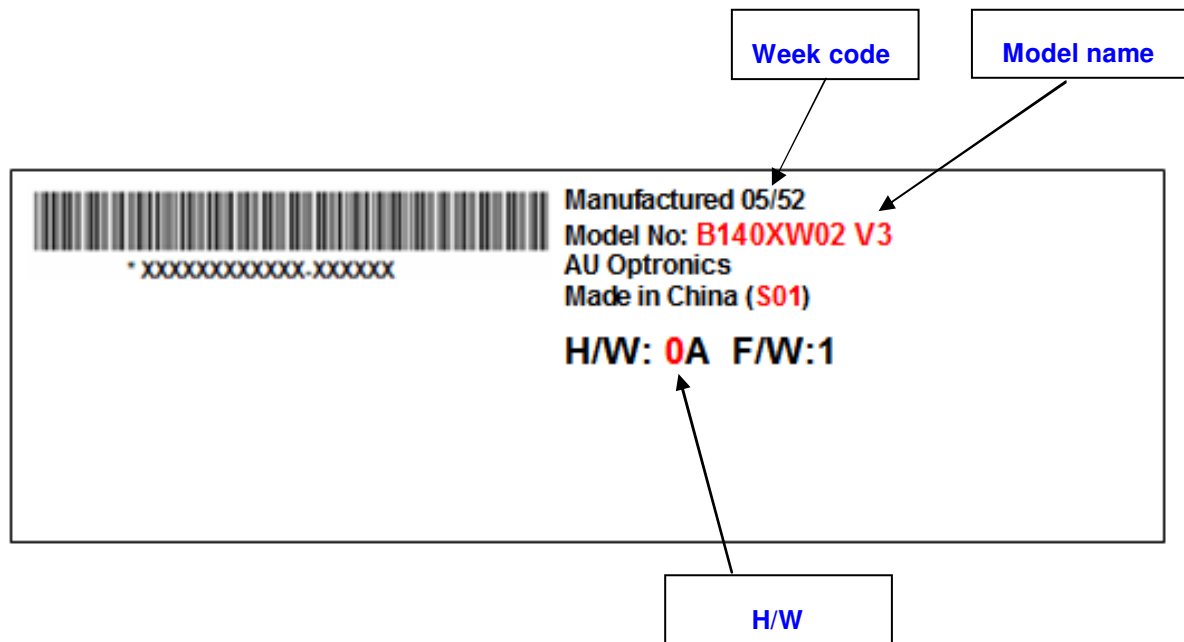 Week code
Model name
Manufactured 05/52
Model No: B140XW02 V3
AU Optronics
Made in China (S01)
* XXXXXXXXXXXX-XXXXXX
H/W: 0A F/W:1
H/W